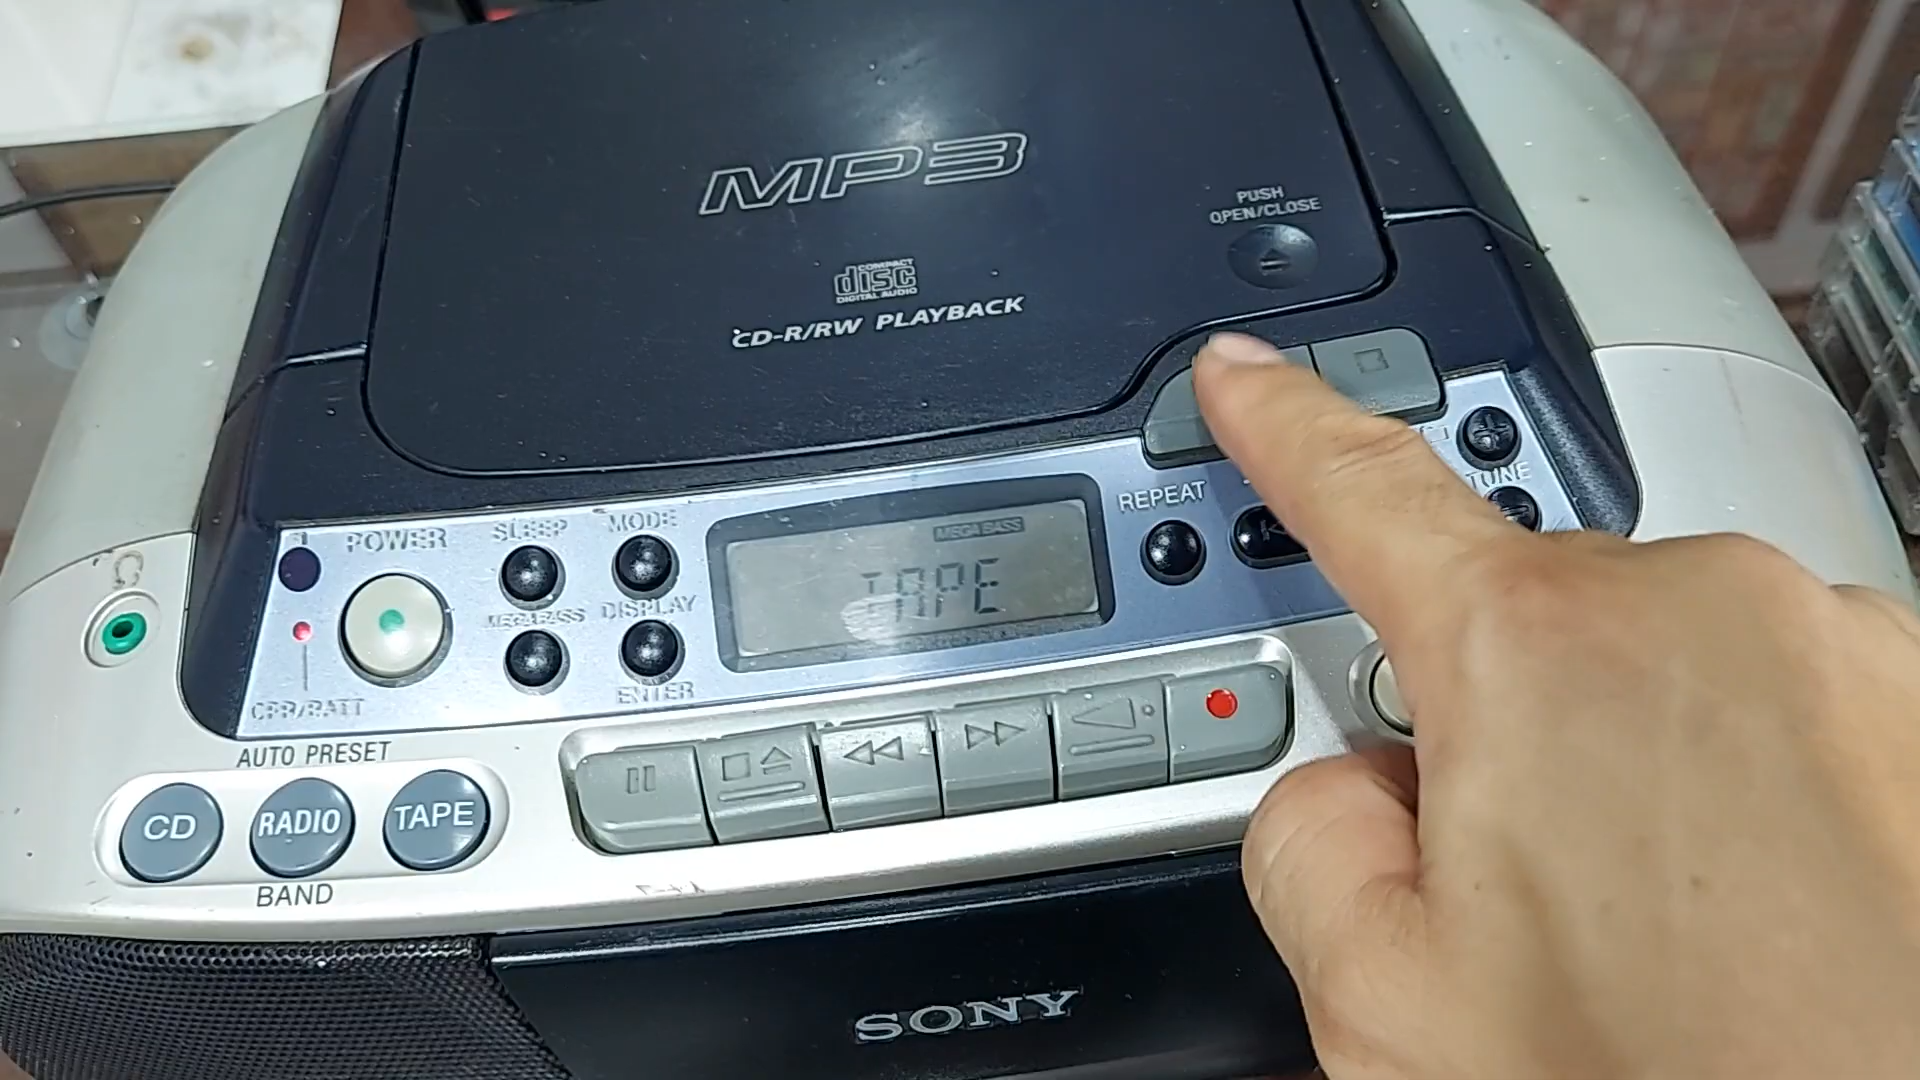 MP3
PUSH
OPEN/CLOSE
COMPACT
disc
DIGITAL AUDIO
CD-R/RW PLAYBACK
POWER
SLEEP
MODE
MEGA BASS
TAPE
REPEAT
TUNE
MEGA BASS
DISPLAY
ENTER
OPR/BATT
AUTO PRESET
CD
RADIO
TAPE
BAND
SONY